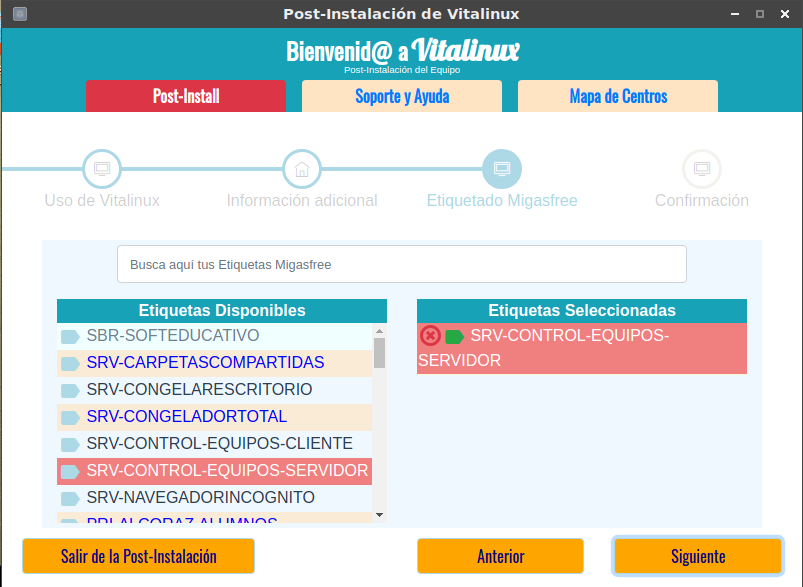 Post-Instalación de Vitalinux
Bienvenid@ a Vitalinux
Post-Instalación del Equipo
Post-Install
Soporte y Ayuda
Mapa de Centros
Uso de Vitalinux
Información adicional
Etiquetado Migasfree
Confirmación
Busca aquí tus Etiquetas Migasfree
Etiquetas Disponibles
SBR-SOFTEDUCATIVO
SRV-CARPETASCOMPARTIDAS
SRV-CONGELARESCRITORIO
SRV-CONGELADORTOTAL
SRV-CONTROL-EQUIPOS-CLIENTE
SRV-CONTROL-EQUIPOS-SERVIDOR
SRV-NAVEGADORINCOGNITO
PRI-ALCORAZ-ALUMNOS
Etiquetas Seleccionadas
SRV-CONTROL-EQUIPOS-
SERVIDOR
Salir de la Post-Instalación
Anterior
Siguiente